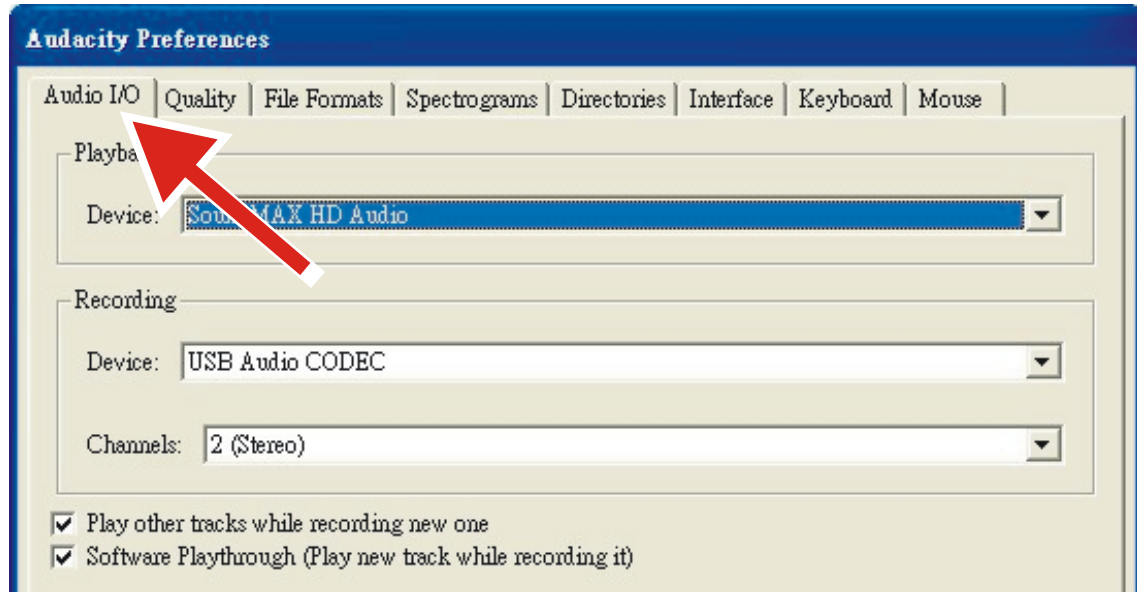 Audacity Preferences
Audio I/O Quality File Formats Spectrograms Directories Interface Keyboard Mouse
Device: MAX HD Audio
Recording
Device: USB Audio CODEC
Channels: 2 (Stereo)
Play other tracks while recording new one
Software Playthrough (Play new track while recording it)